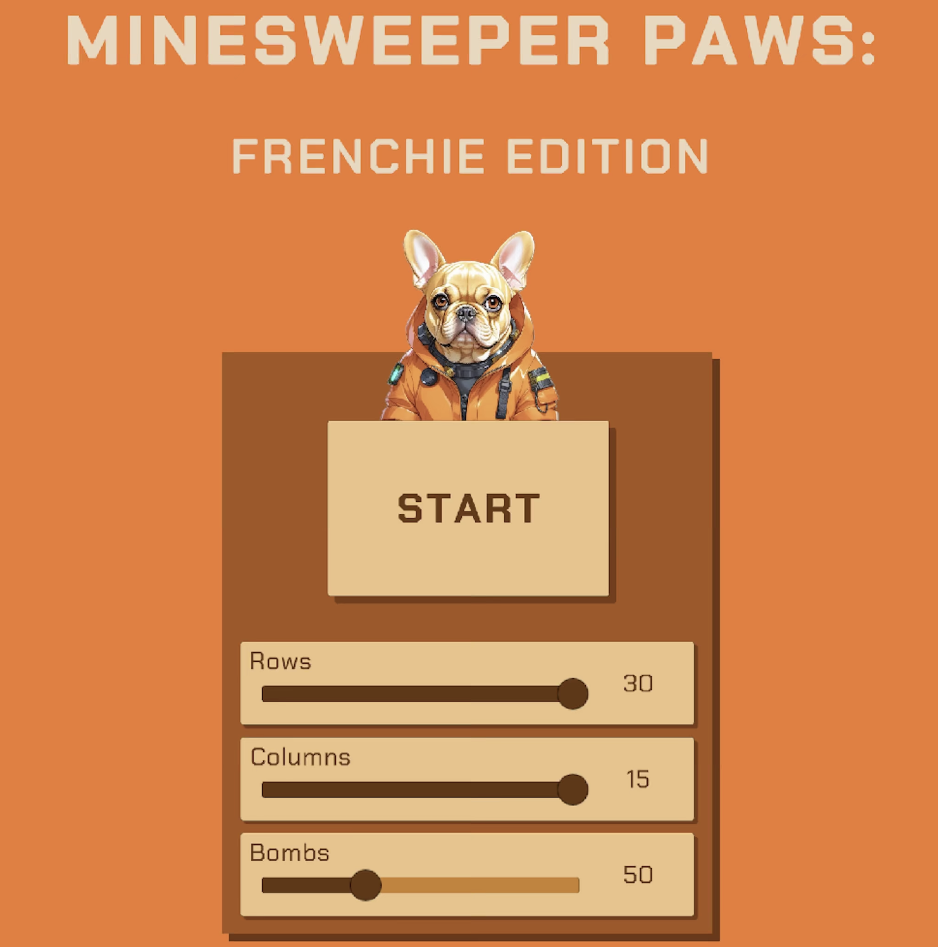 MINESWEEPER PAWS:
FRENCHIE EDITION
START
Rows
30
Columns
15
Bombs
50